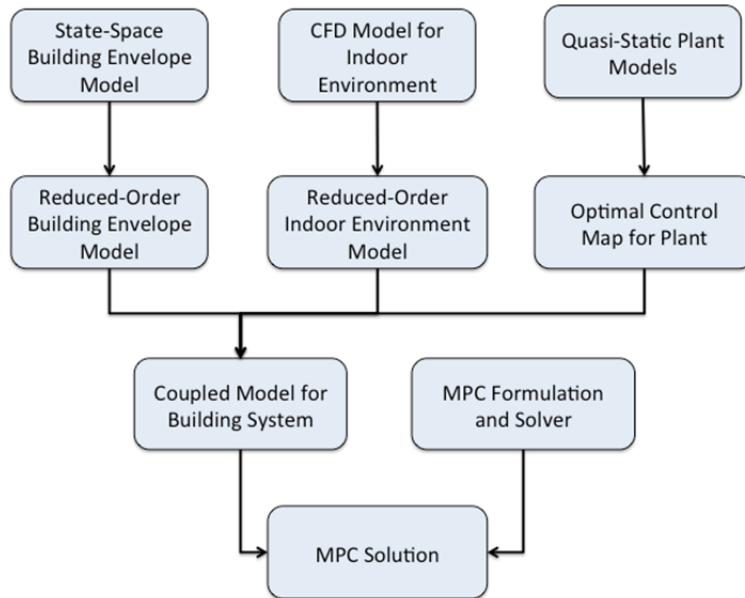 State-Space
Building Envelope
Model
CFD Model for
Indoor
Environment
Quasi-Static Plant
Models
Reduced-Order
Building Envelope
Model
Reduced-Order
Indoor Environment
Model
Optimal Control
Map for Plant
Coupled Model for
Building System
MPC Formulation
and Solver
MPC Solution